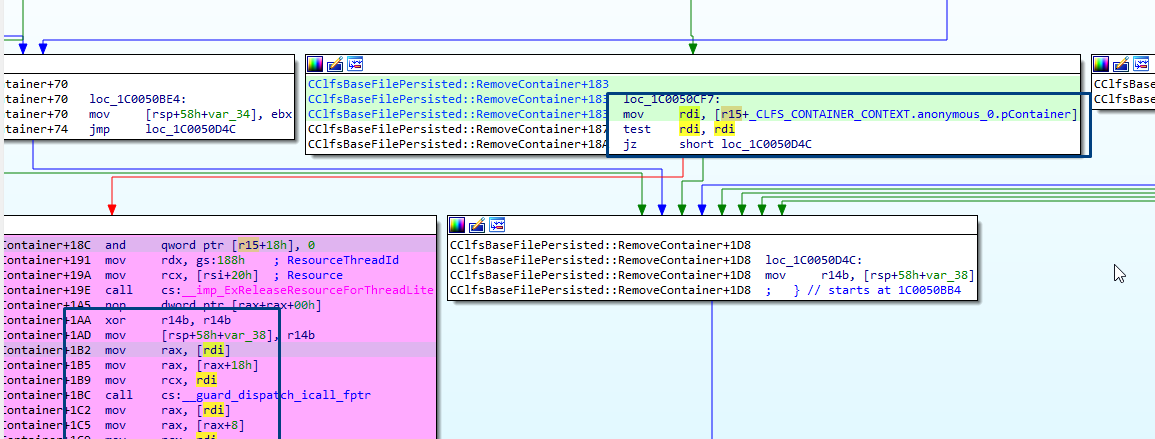 tainer+70
tainer+70 loc_1C0050BE4:
tainer+70 mov [rsp+58h+var_34], ebx
tainer+74 jmp loc_1C0050D4C
CClfsBaseFilePersisted::RemoveContainer+183
CClfsBaseFilePersisted::RemoveContainer+183 loc_1C0050CF7:
CClfsBaseFilePersisted::RemoveContainer+183 mov rdi, [r15+_CLFS_CONTAINER_CONTEXT.anonymous_0.pContainer]
CClfsBaseFilePersisted::RemoveContainer+187 test rdi, rdi
CClfsBaseFilePersisted::RemoveContainer+18A jz short loc_1C0050D4C
CClfsBa
CClfsBa
Container+18C and qword ptr [r15+18h], 0
Container+191 mov rdx, gs:188h ; ResourceThreadId
Container+19A mov rcx, [rsi+20h] ; Resource
Container+19E call cs:__imp_ExReleaseResourceForThreadLite
Container+1A5 nop dword ptr [rax+rax+00h]
Container+1AA xor r14b, r14b
Container+1AD mov [rsp+58h+var_38], r14b
Container+1B2 mov rax, [rdi]
Container+1B5 mov rax, [rax+18h]
Container+1B9 mov rcx, rdi
Container+1BC call cs:__guard_dispatch_icall_fptr
Container+1C2 mov rax, [rdi]
Container+1C5 mov rax, [rax+8]
CClfsBaseFilePersisted::RemoveContainer+1D8
CClfsBaseFilePersisted::RemoveContainer+1D8 loc_1C0050D4C:
CClfsBaseFilePersisted::RemoveContainer+1D8 mov r14b, [rsp+58h+var_38]
CClfsBaseFilePersisted::RemoveContainer+1D8 ; } // starts at 1C0050BB4